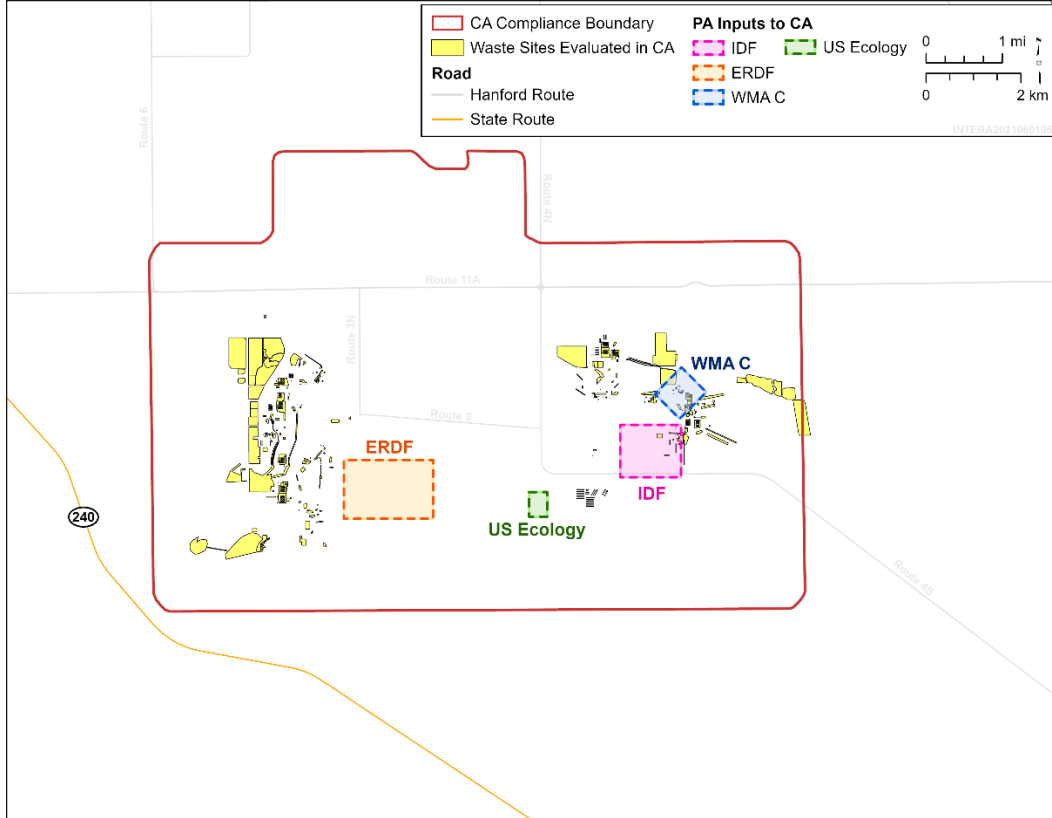 CA Compliance Boundary
Waste Sites Evaluated in CA
Road
Hanford Route
State Route
PA Inputs to CA
IDF
ERDF
WMA C
US Ecology
0 1 mi
0 2 km
INTERA2021060106
Route 6
Route 4N
Route 11A
Route 3N
Route 3
WMA C
ERDF
IDF
US Ecology
240
Route 4S